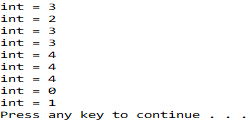 int = 3
int = 2
int = 3
int = 3
int = 4
int = 4
int = 4
int = 0
int = 1
Press any key to continue . . .